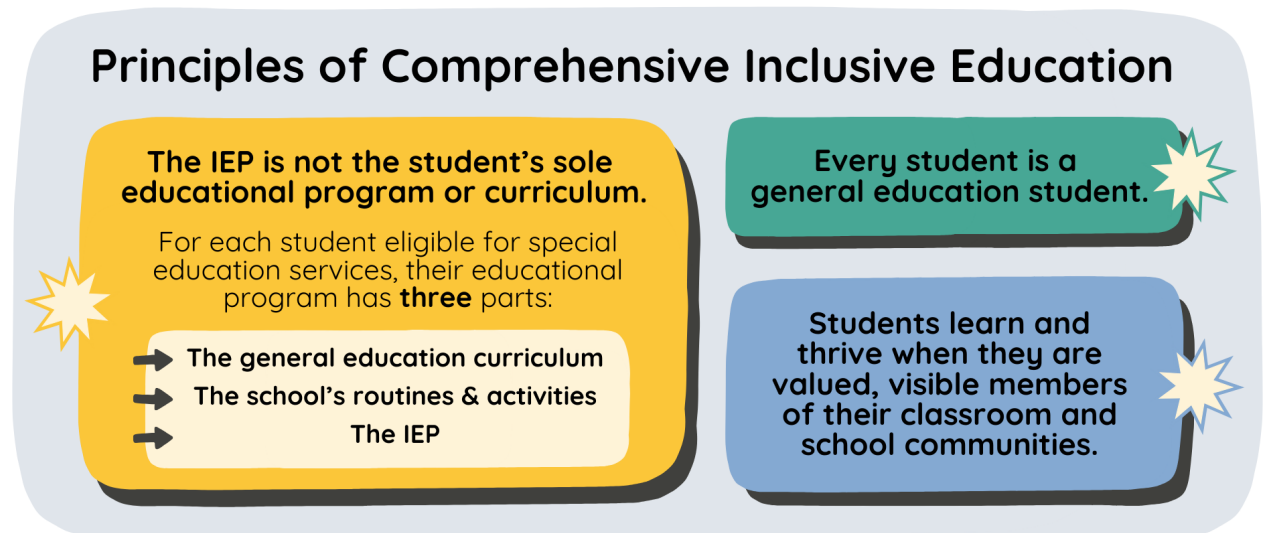 Principles of Comprehensive Inclusive Education
The IEP is not the student's sole
educational program or curriculum.
For each student eligible for special
education services, their educational
program has three parts:
The general education curriculum
The school's routines & activities
The IEP
Every student is a
general education student.
Students learn and
thrive when they are
valued, visible members
of their classroom and
school communities.